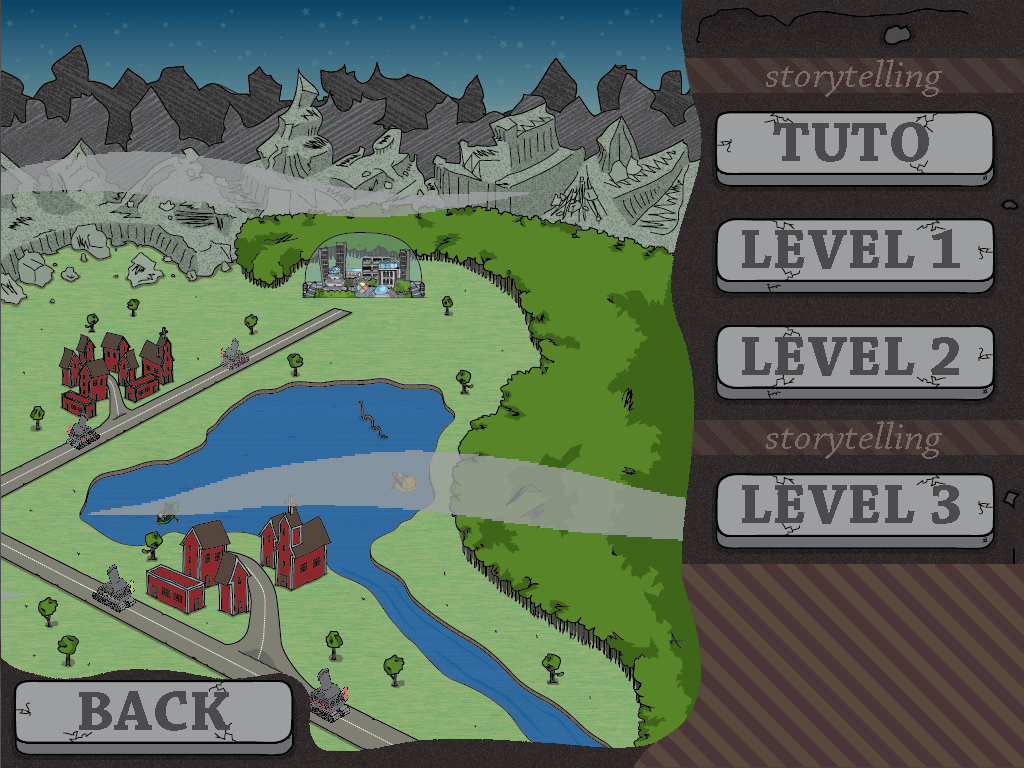 storytelling
TUTO
LEVEL 1
LEVEL 2
storytelling
LEVEL 3
BACK